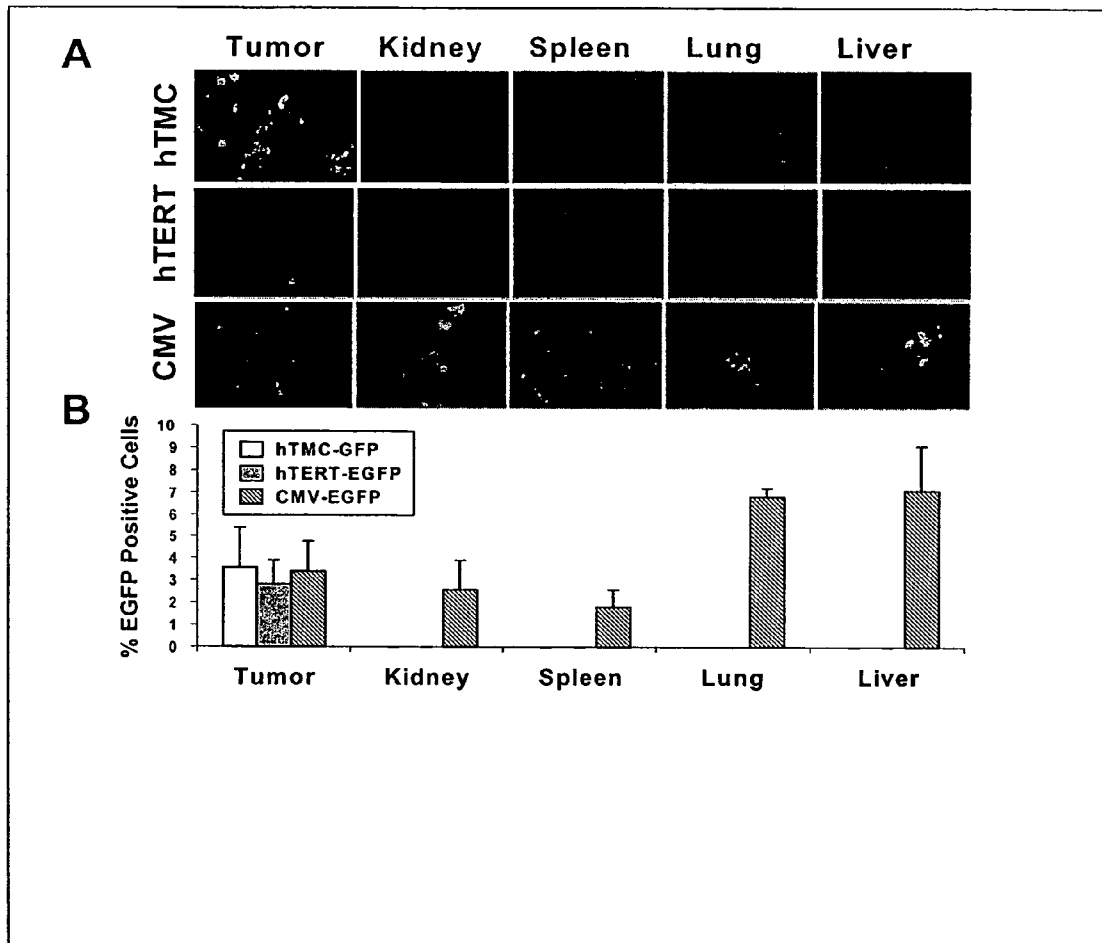 A
Tumor Kidney Spleen Lung Liver
hTMC
hTERT
CMV
B
% EGFP Positive Cells
10
9
8
7
6
5
4
3
2
1
0
hTMC-GFP
hTERT-EGFP
CMV-EGFP
Tumor Kidney Spleen Lung Liver